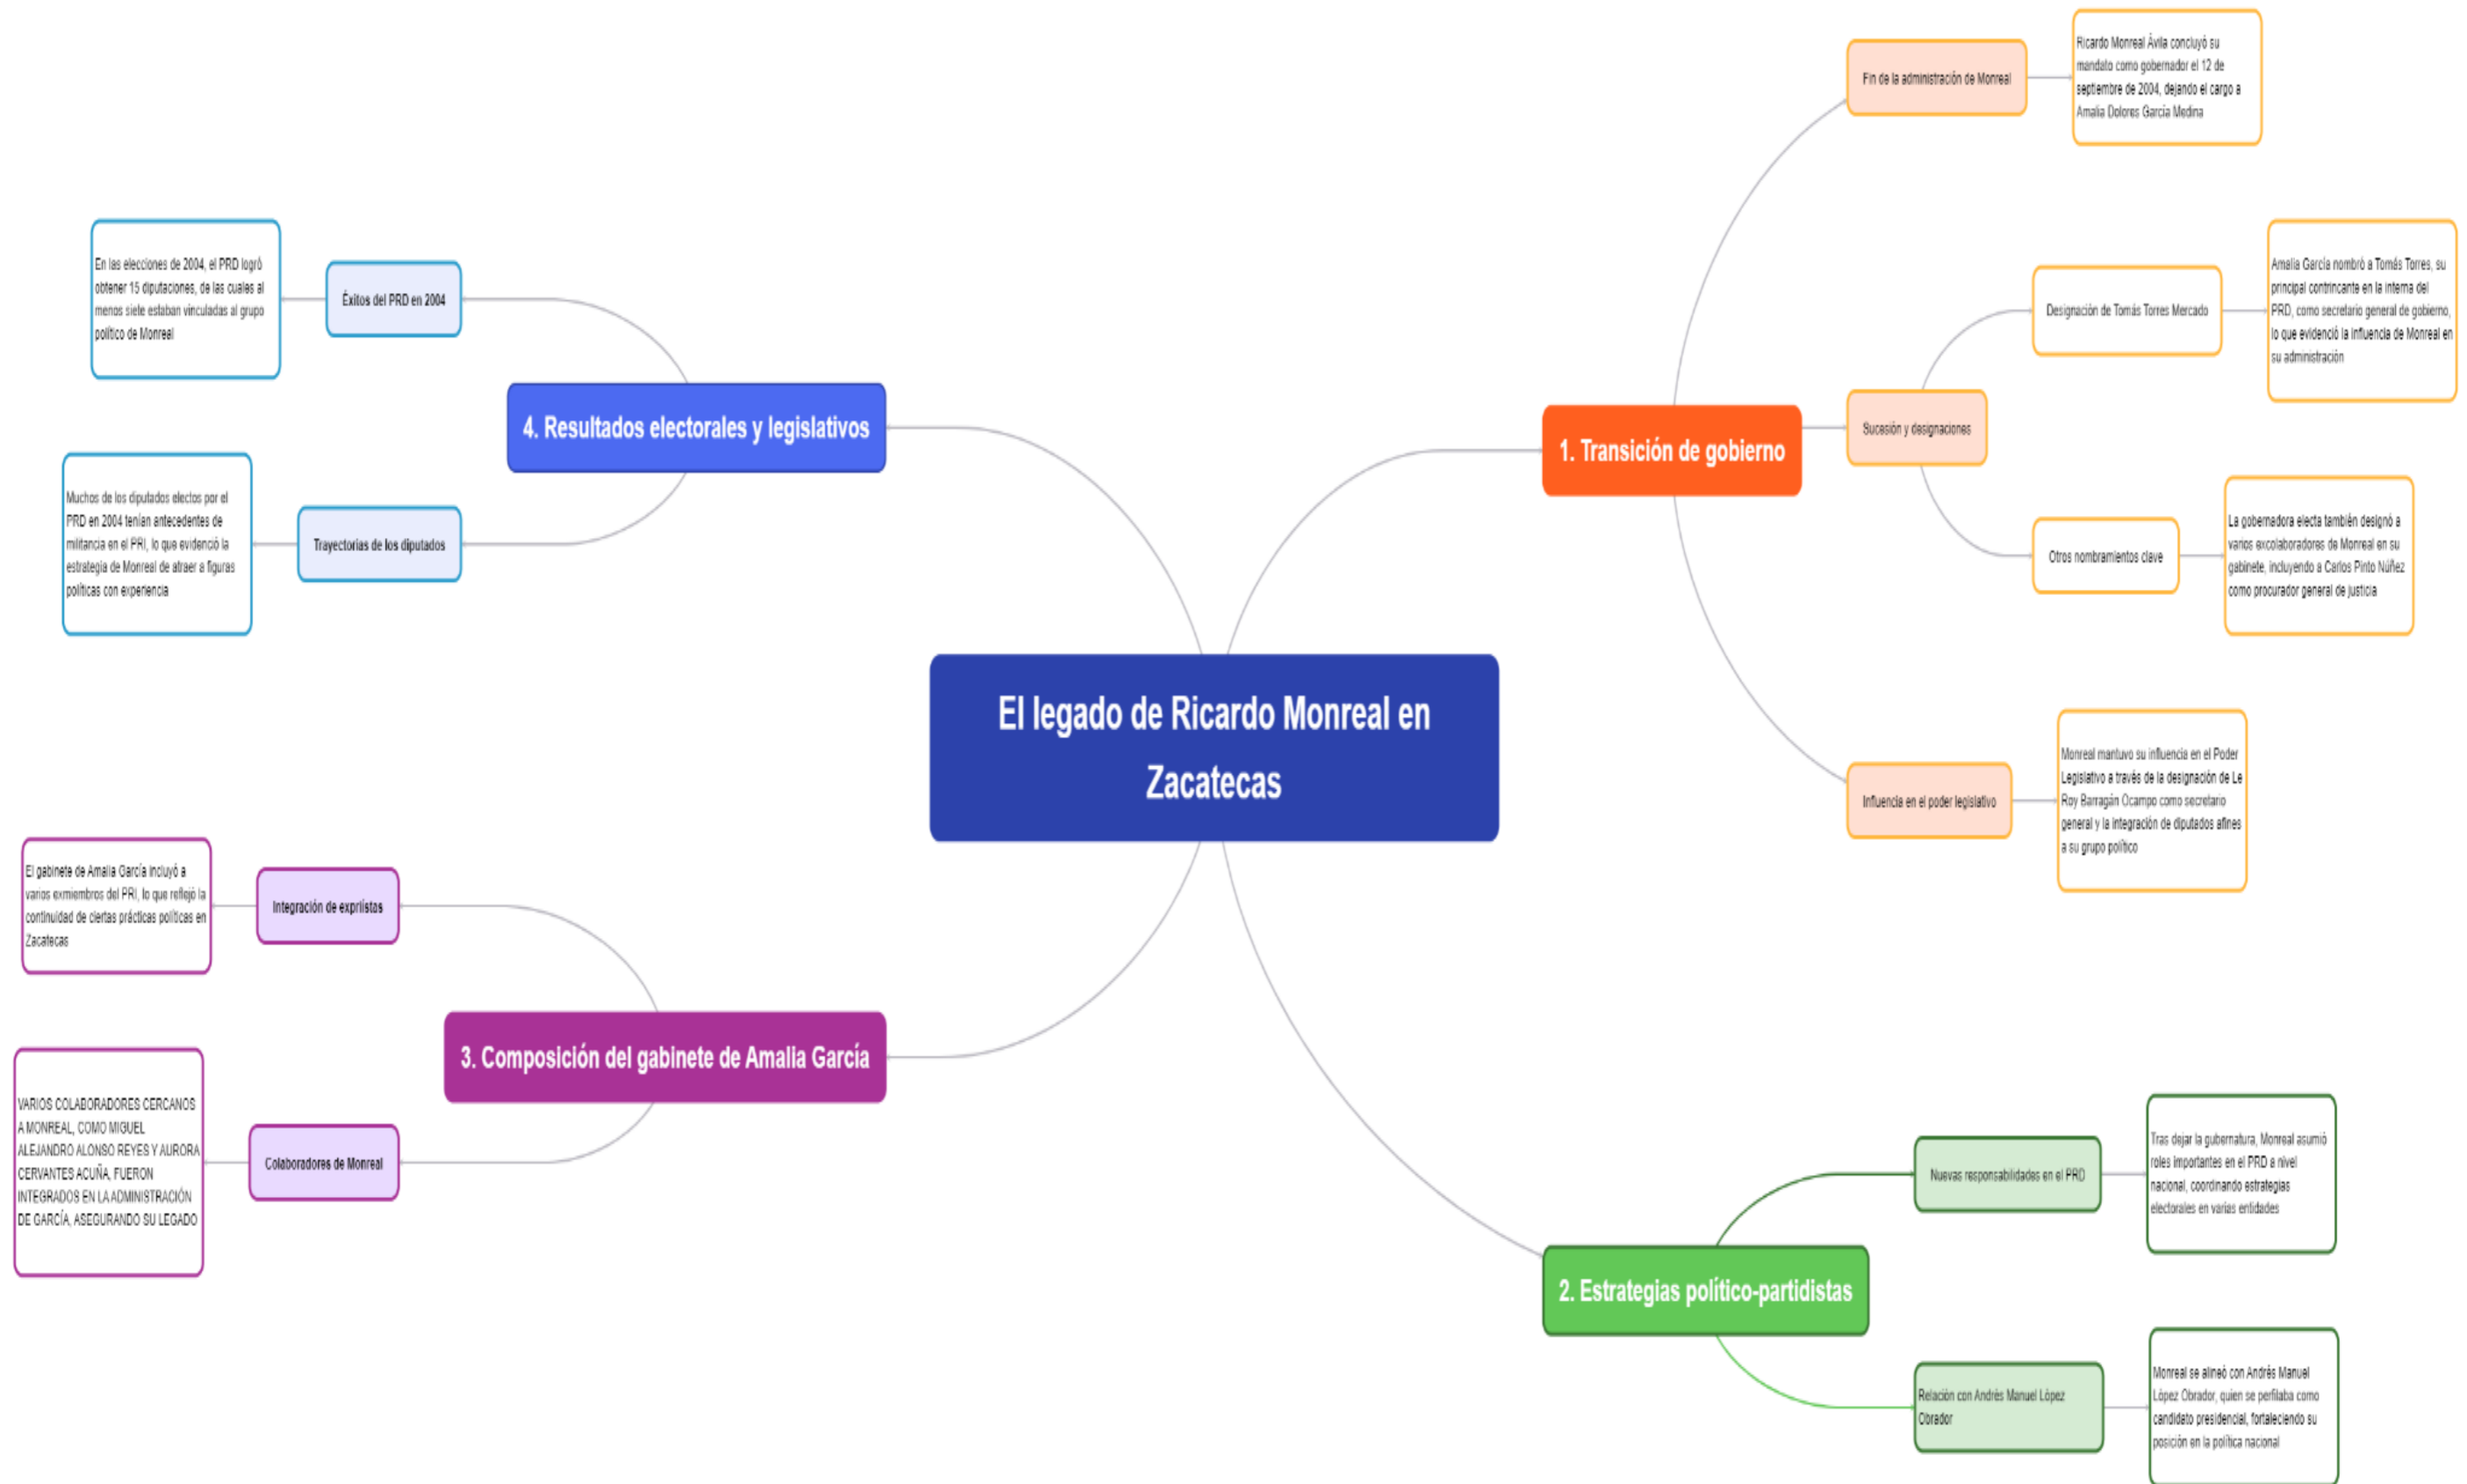 El legado de Ricardo Monreal en
Zacatecas
1. Transición de gobierno
Fin de la administración de Monreal
Ricardo Monreal Ávila concluyó su
mandato como gobernador el 12 de
septiembre de 2004, dejando el cargo a
Amalia Dolores García Medina
Sucesión y designaciones
Designación de Tomás Torres Mercado
Amalia García nombró a Tomás Torres, su
principal contrincante en la interna del
PRD, como secretario general de gobierno,
lo que evidenció la influencia de Monreal en
su administración
Otros nombramientos clave
La gobernadora electa también designó a
varios excolaboradores de Monreal en su
gabinete, incluyendo a Carlos Pinto Núñez
como procurador general de justicia
Influencia en el poder legislativo
Monreal mantuvo su influencia en el Poder
Legislativo a través de la designación de Le
Roy Barragán Ocampo como secretario
general y la integración de diputados afines
a su grupo político
2. Estrategias político-partidistas
Nuevas responsabilidades en el PRD
Tras dejar la gubernatura, Monreal asumió
roles importantes en el PRD a nivel
nacional, coordinando estrategias
electorales en varias entidades
Relación con Andrés Manuel López
Obrador
Monreal se alineó con Andrés Manuel
López Obrador, quien se perfilaba como
candidato presidencial, fortaleciendo su
posición en la política nacional
3. Composición del gabinete de Amalia García
Integración de expriístas
El gabinete de Amalia García incluyó a
varios exmiembros del PRI, lo que reflejó la
continuidad de ciertas prácticas políticas en
Zacatecas
Colaboradores de Monreal
VARIOS COLABORADORES CERCANOS
A MONREAL, COMO MIGUEL
ALEJANDRO ALONSO REYES Y AURORA
CERVANTES ACUÑA, FUERON
INTEGRADOS EN LA ADMINISTRACIÓN
DE GARCÍA, ASEGURANDO SU LEGADO
4. Resultados electorales y legislativos
Éxitos del PRD en 2004
En las elecciones de 2004, el PRD logró
obtener 15 diputaciones, de las cuales al
menos siete estaban vinculadas al grupo
político de Monreal
Trayectorias de los diputados
Muchos de los diputados electos por el
PRD en 2004 tenían antecedentes de
militancia en el PRI, lo que evidenció la
estrategia de Monreal de atraer a figuras
políticas con experiencia